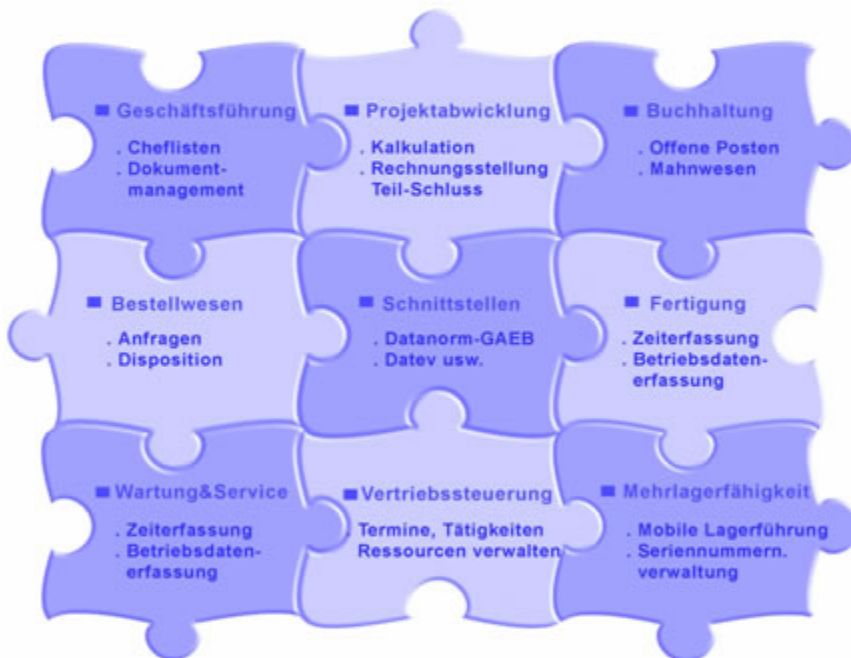 ■ Geschäftsführung
. Cheflisten
. Dokument-
management
■ Projektabwicklung
. Kalkulation
. Rechnungsstellung
Teil-Schluss
■ Buchhaltung
. Offene Posten
. Mahnwesen
■ Bestellwesen
. Anfragen
. Disposition
■ Schnittstellen
. Datanorm-GAEB
. Datev usw.
■ Fertigung
. Zeiterfassung
. Betriebsdaten-
erfassung
■ Wartung&Service
. Zeiterfassung
. Betriebsdaten-
erfassung
■ Vertriebssteuerung
. Termine, Tätigkeiten
Ressourcen verwalten
■ Mehrlagerfähigkeit
. Mobile Lagerführung
. Seriennummern.
verwaltung